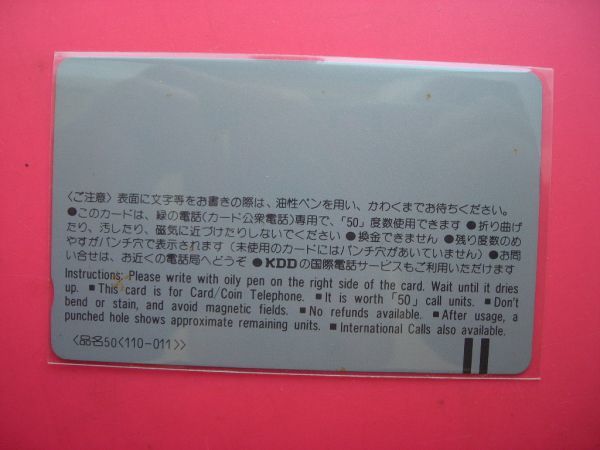 〈ご注意〉表面に文字等をお書きの際は、油性ペンを用い、かわくまでお待ちください。
●このカードは、緑の電話(カード公衆電話)専用で、「50」度数使用できます ●折り曲げ
たり、汚したり、磁気に近づけたりしないでください ●換金できません ●残り度数のめ
やすがパンチ穴で表示されます(未使用のカードにはパンチ穴があいていません) ●お問
い合せは、お近くの電話局へどうぞ ●KDDの国際電話サービスもご利用いただけます
Instructions: Please write with oily pen on the right side of the card. Wait until it dries
up. ■This card is for Card/Coin Telephone. ■It is worth「50」call units. ■Don't
bend or stain, and avoid magnetic fields. ■No refunds available. ■After usage, a
punched hole shows approximate remaining units. ■International Calls also available.
〈品名50〈110-011〉〉